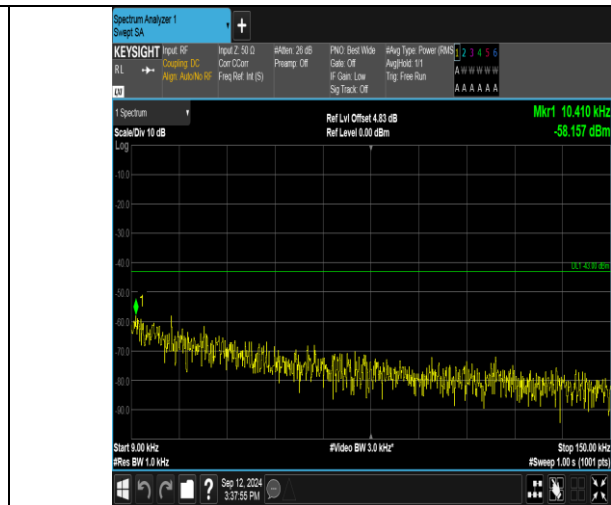 Spectrum Analyzer 1
Swept SA
+
KEYSIGHT Input: RF Input Z: 50 Ω #Atten: 26 dB PNO: Best Wide #Avg Type: Power (RMS 1 2 3 4 5 6
RL Coupling: DC Corr CCorr Preamp: Off Gate: Off Avg|Hold: 1/1 A W W W W W
Align: Auto/No RF Freq Ref: Int (S) IF Gain: Low Trig: Free Run
Sig Track: Off A A A A A A
LXI
1 Spectrum Ref Lvl Offset 4.83 dB Mkr1 10.410 kHz
Scale/Div 10 dB Ref Level 0.00 dBm -58.157 dBm
Log
-10.0
-20.0
-30.0
-40.0
DL1 -43.00 dBm
-50.0
1
-60.0
-70.0
-80.0
-90.0
Start 9.00 kHz #Video BW 3.0 kHz* Stop 150.00 kHz
#Res BW 1.0 kHz #Sweep 1.00 s (1001 pts)
? Sep 12, 2024
3:37:55 PM